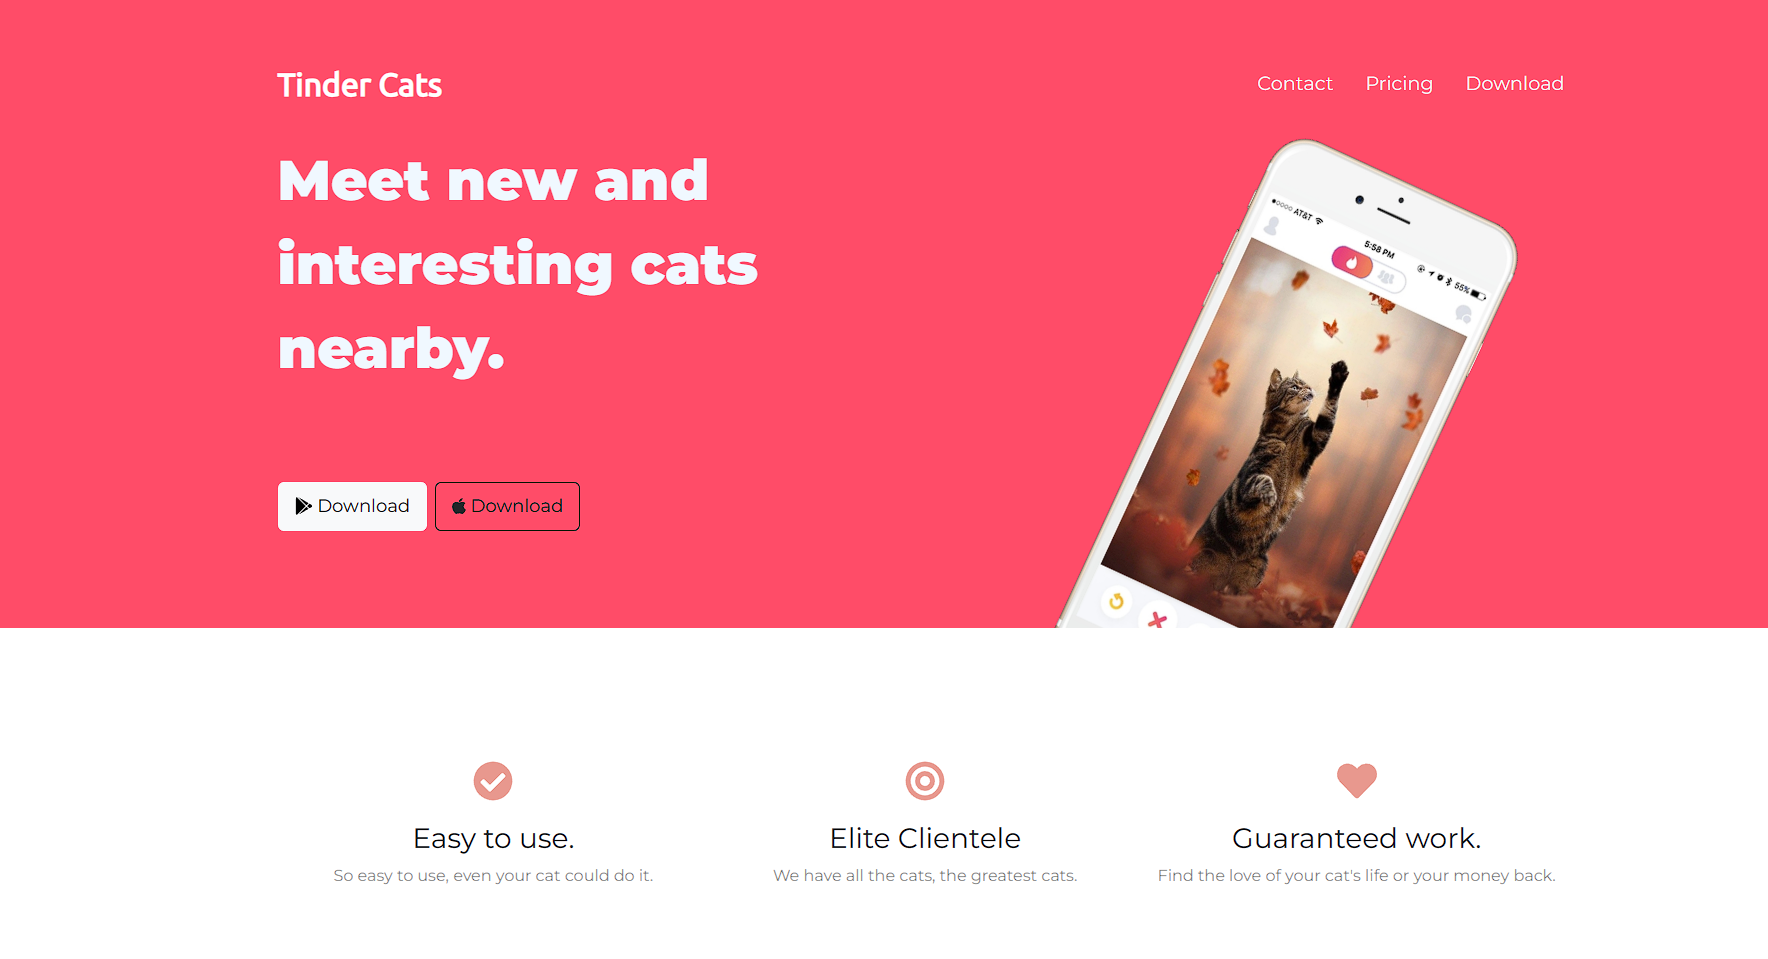 Tinder Cats
Contact Pricing Download
Meet new and
interesting cats
nearby.
AT&T
5:58 PM
55%
Download
Download
Easy to use.
So easy to use, even your cat could do it.
Elite Clientele
We have all the cats, the greatest cats.
Guaranteed work.
Find the love of your cat's life or your money back.